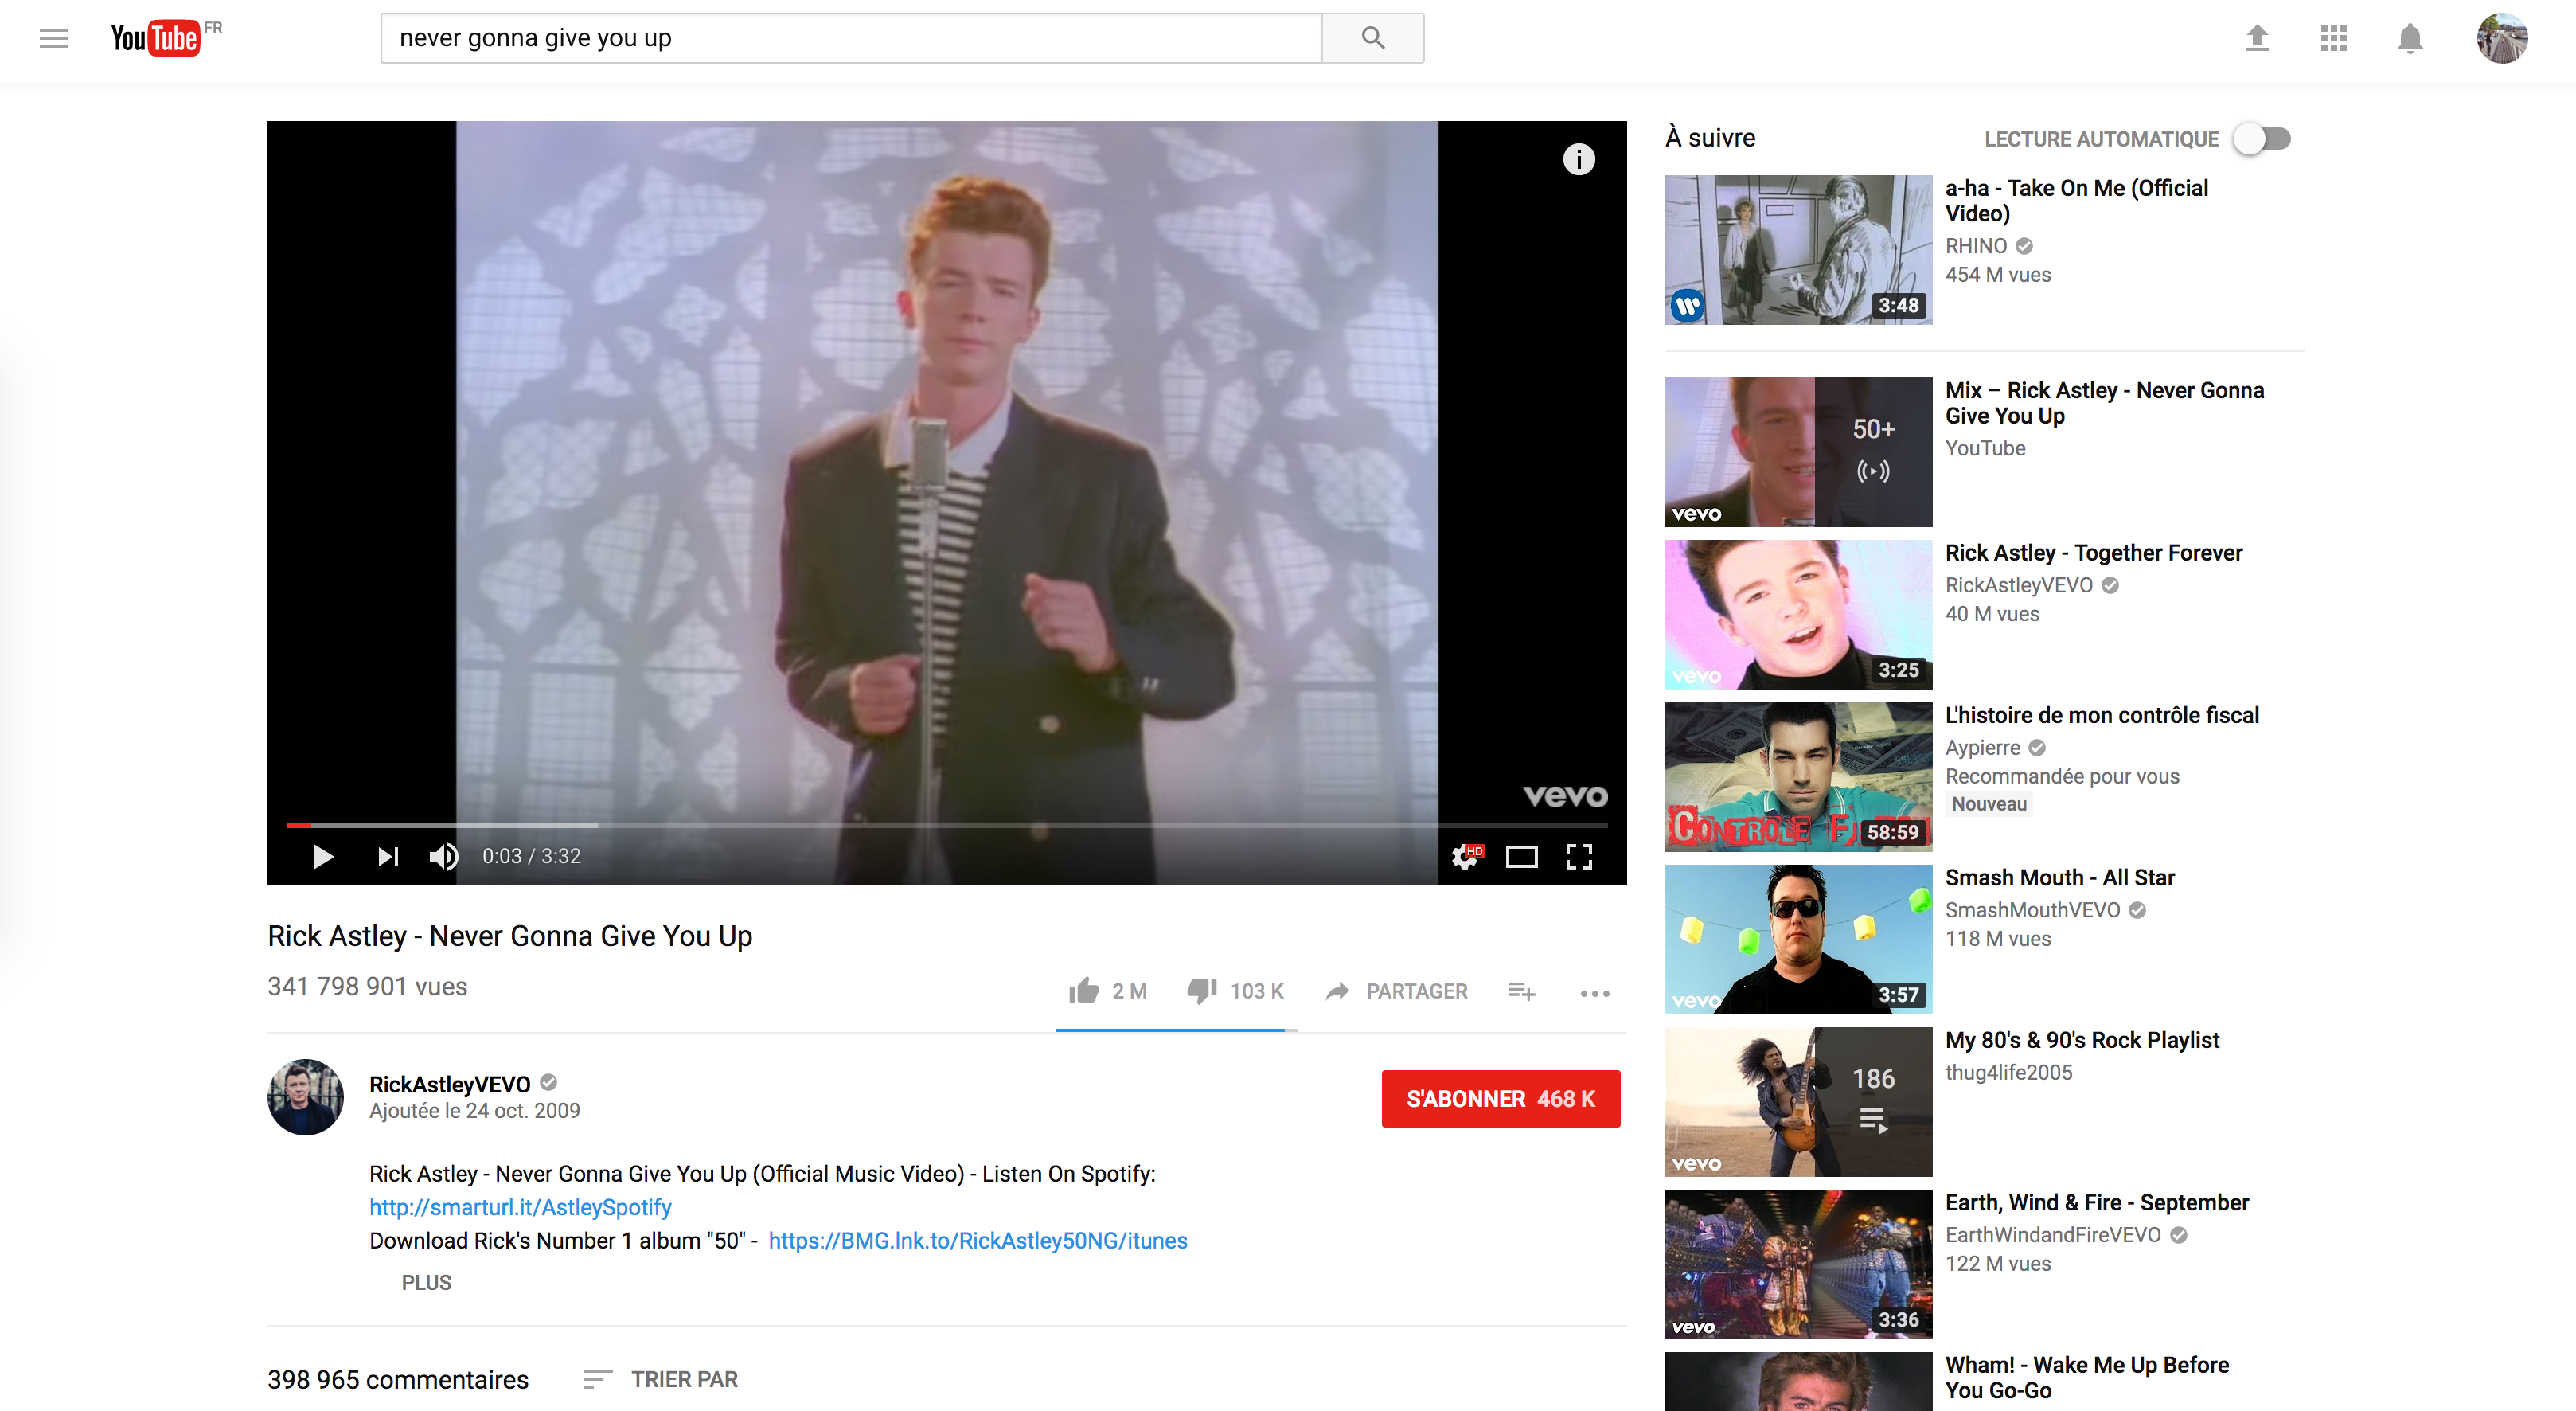 YouTube FR
never gonna give you up
vevo
0:03 / 3:32
HD
Rick Astley - Never Gonna Give You Up
341 798 901 vues
2 M
103 K
PARTAGER
RickAstleyVEVO
Ajoutée le 24 oct. 2009
S'ABONNER 468 K
Rick Astley - Never Gonna Give You Up (Official Music Video) - Listen On Spotify:
http://smarturl.it/AstleySpotify
Download Rick's Number 1 album "50" - https://BMG.lnk.to/RickAstley50NG/itunes
PLUS
398 965 commentaires
TRIER PAR
À suivre
LECTURE AUTOMATIQUE
3:48
a-ha - Take On Me (Official
Video)
RHINO
454 M vues
50+
vevo
Mix – Rick Astley - Never Gonna
Give You Up
YouTube
vevo
3:25
Rick Astley - Together Forever
RickAstleyVEVO
40 M vues
CONTROLE F
58:59
L'histoire de mon contrôle fiscal
Aypierre
Recommandée pour vous
Nouveau
vevo
3:57
Smash Mouth - All Star
SmashMouthVEVO
118 M vues
186
vevo
My 80's & 90's Rock Playlist
thug4life2005
vevo
3:36
Earth, Wind & Fire - September
EarthWindandFireVEVO
122 M vues
Wham! - Wake Me Up Before
You Go-Go